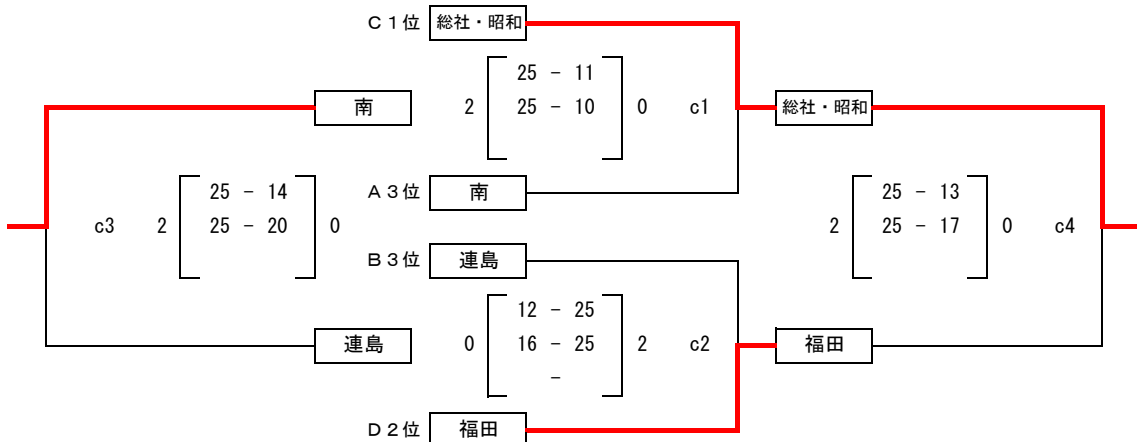 C1位 総社・昭和
25 - 11
南 2 25 - 10 0 c1 総社・昭和
A3位 南
25 - 14 25 - 13
c3 2 25 - 20 0 2 25 - 17 0 c4
B3位 連島
12 - 25
連島 0 16 - 25 2 c2 福田
-
D2位 福田